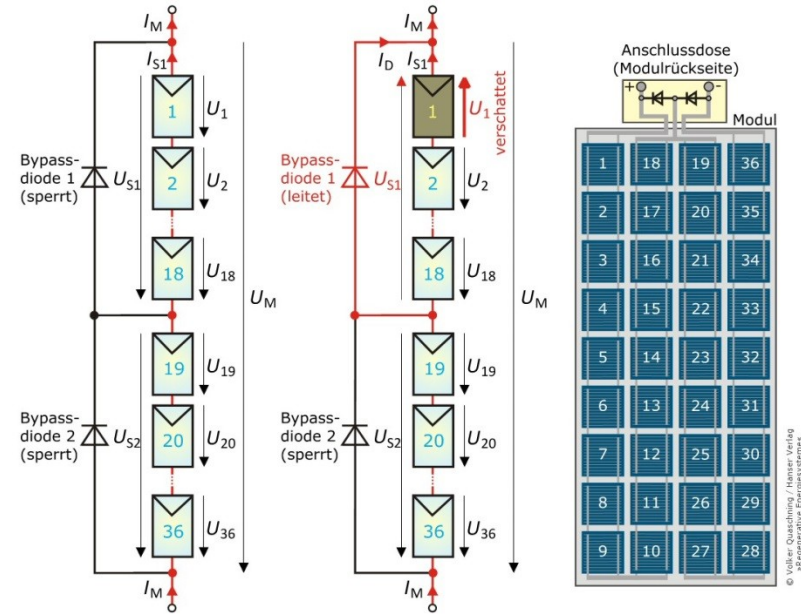 I_M
I_S1
1
U_1
Bypass-
diode 1
(sperrt)
U_S1
2
U_2
18
U_18
U_M
19
U_19
Bypass-
diode 2
(sperrt)
U_S2
20
U_20
36
U_36
I_M
I_M
I_D
I_S1
1
U_1
verschattet
Bypass-
diode 1
(leitet)
U_S1
2
U_2
18
U_18
U_M
19
U_19
Bypass-
diode 2
(sperrt)
U_S2
20
U_20
36
U_36
I_M
Anschlussdose
(Modulrückseite)
+ -
Modul
1 18 19 36
2 17 20 35
3 16 21 34
4 15 22 33
5 14 23 32
6 13 24 31
7 12 25 30
8 11 26 29
9 10 27 28
© Volker Quaschning / Hanser Verlag
»Regenerative Energiesysteme«